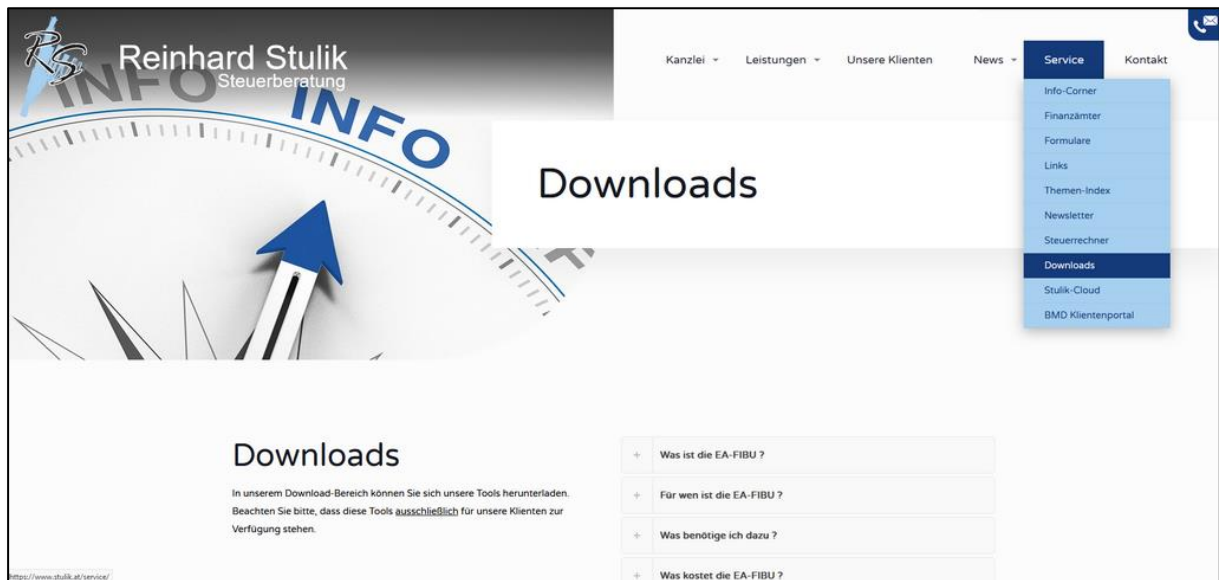 RS
Reinhard Stulik
Steuerberatung
INFO
INFO
Kanzlei
Leistungen
Unsere Klienten
News
Service
Kontakt
Info-Corner
Finanzämter
Formulare
Links
Themen-Index
Newsletter
Steuerrechner
Downloads
Stulik-Cloud
BMD Klientenportal
Downloads
Downloads
In unserem Download-Bereich können Sie sich unsere Tools herunterladen.
Beachten Sie bitte, dass diese Tools ausschließlich für unsere Klienten zur
Verfügung stehen.
+ Was ist die EA-FIBU ?
+ Für wen ist die EA-FIBU ?
+ Was benötige ich dazu ?
+ Was kostet die EA-FIBU ?
https://www.stulik.at/service/